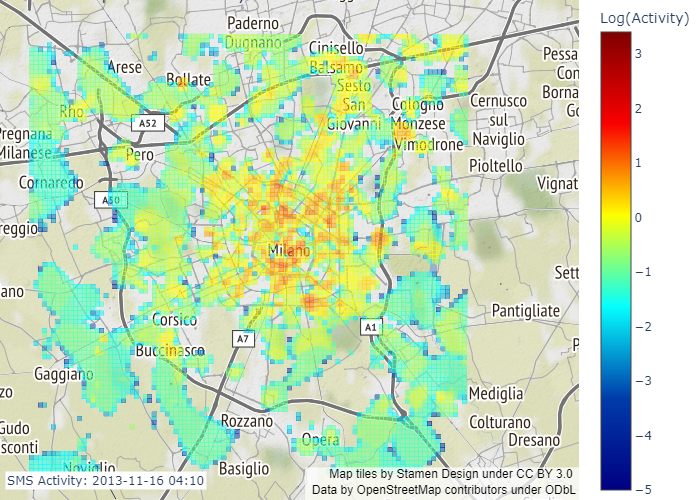 Log(Activity)
3
2
1
0
−1
−2
−3
−4
−5
Paderno
Dugnano
Cinisello
Balsamo
Arese
Bollate
Sesto
San
Giovanni
Rho
A52
Cologno
Monzese
Cernusco
sul
Naviglio
Pessa
Con
Borna
Go
Pregnana
Milanese
Pero
Vimodrone
Pioltello
Cornaredo
Vignat
A50
reggio
Milano
Sett
ano
Pantigliate
Corsico
A7
A1
P
Buccinasco
Gaggiano
Mediglia
zo
Rozzano
Colturano
Gudo
sconti
Opera
Dresano
Noviglio
Basiglio
SMS Activity: 2013-11-16 04:10
Map tiles by Stamen Design under CC BY 3.0
Data by OpenStreetMap contributors under ODbL